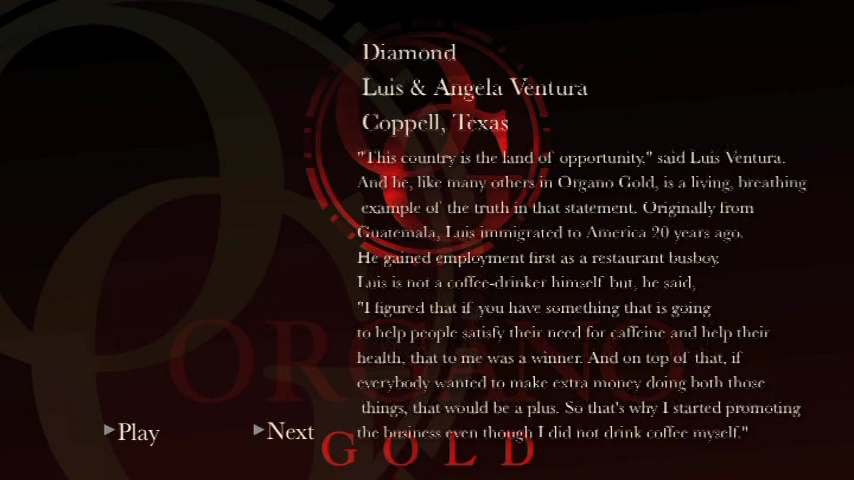 Diamond
Luis & Angela Ventura
Coppell, Texas
"This country is the land of opportunity," said Luis Ventura.
And he, like many others in Organo Gold, is a living, breathing
example of the truth in that statement. Originally from
Guatemala, Luis immigrated to America 20 years ago.
He gained employment first as a restaurant busboy.
Luis is not a coffee-drinker himself but, he said,
"I figured that if you have something that is going
to help people satisfy their need for caffeine and help their
health, that to me was a winner. And on top of that, if
everybody wanted to make extra money doing both those
things, that would be a plus. So that's why I started promoting
the business even though I did not drink coffee myself."
Play
Next
ORGANO
GOLD